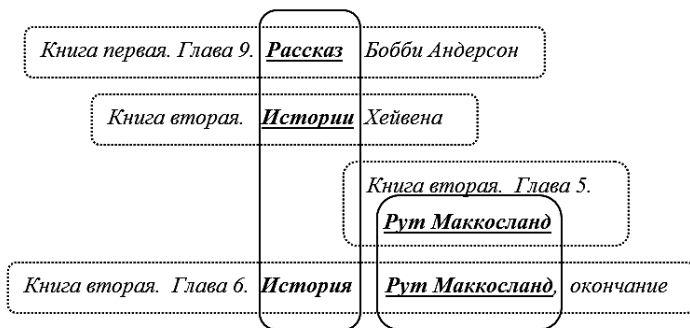 Книга первая. Глава 9. Рассказ Бобби Андерсон
Книга вторая. Истории Хейвена
Книга вторая. Глава 5.
Рут Маккосланд
Книга вторая. Глава 6. История Рут Маккосланд, окончание